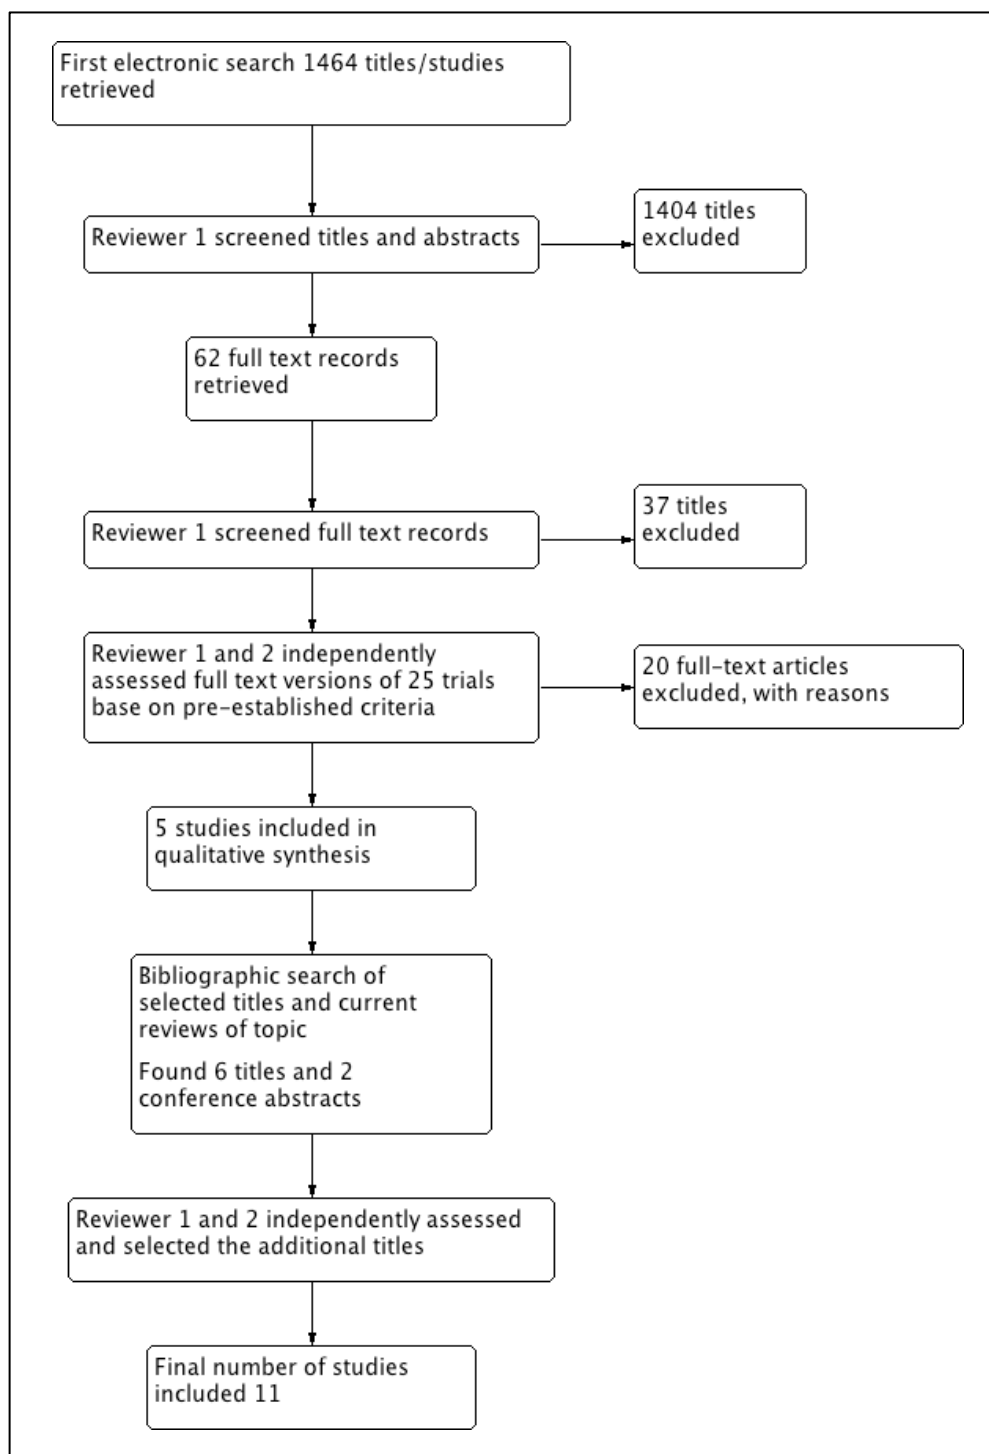 First electronic search 1464 titles/studies
retrieved
Reviewer 1 screened titles and abstracts
1404 titles
excluded
62 full text records
retrieved
Reviewer 1 screened full text records
37 titles
excluded
Reviewer 1 and 2 independently
assessed full text versions of 25 trials
base on pre-established criteria
20 full-text articles
excluded, with reasons
5 studies included in
qualitative synthesis
Bibliographic search of
selected titles and current
reviews of topic
Found 6 titles and 2
conference abstracts
Reviewer 1 and 2 independently assessed
and selected the additional titles
Final number of studies
included 11